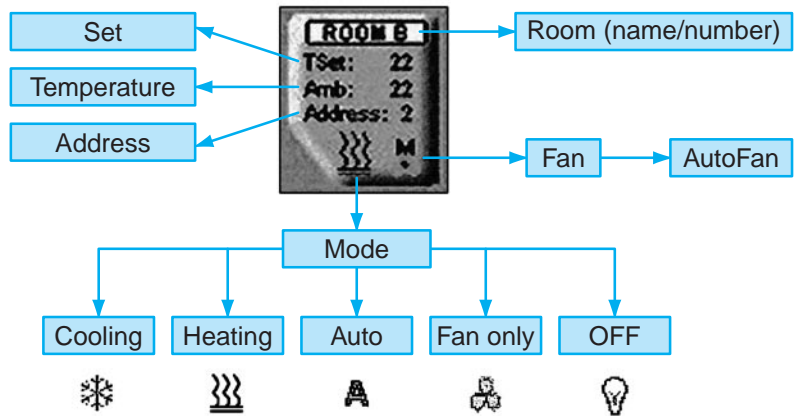 Set
ROOM 6
Room (name/number)
TSet: 22
Temperature
Amb: 22
Address: 2
Address
M
Fan
AutoFan
Mode
Cooling
Heating
Auto
Fan only
OFF
A